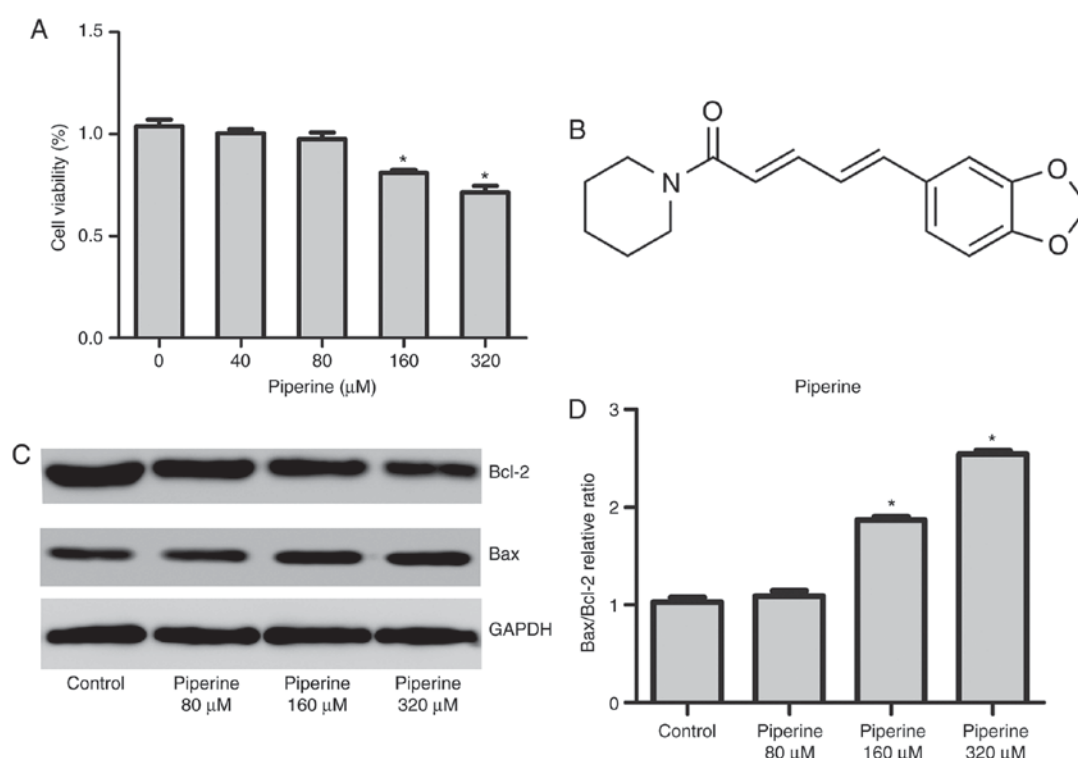 A
Cell viability (%)
1.5
1.0
0.5
0.0
0 40 80 160 320
* *
Piperine (μM)
B
O
N
O
O
Piperine
C
Bcl-2
Bax
GAPDH
Control Piperine Piperine Piperine
80 μM 160 μM 320 μM
D
Bax/Bcl-2 relative ratio
3
2
1
0
* *
Control Piperine Piperine Piperine
80 μM 160 μM 320 μM